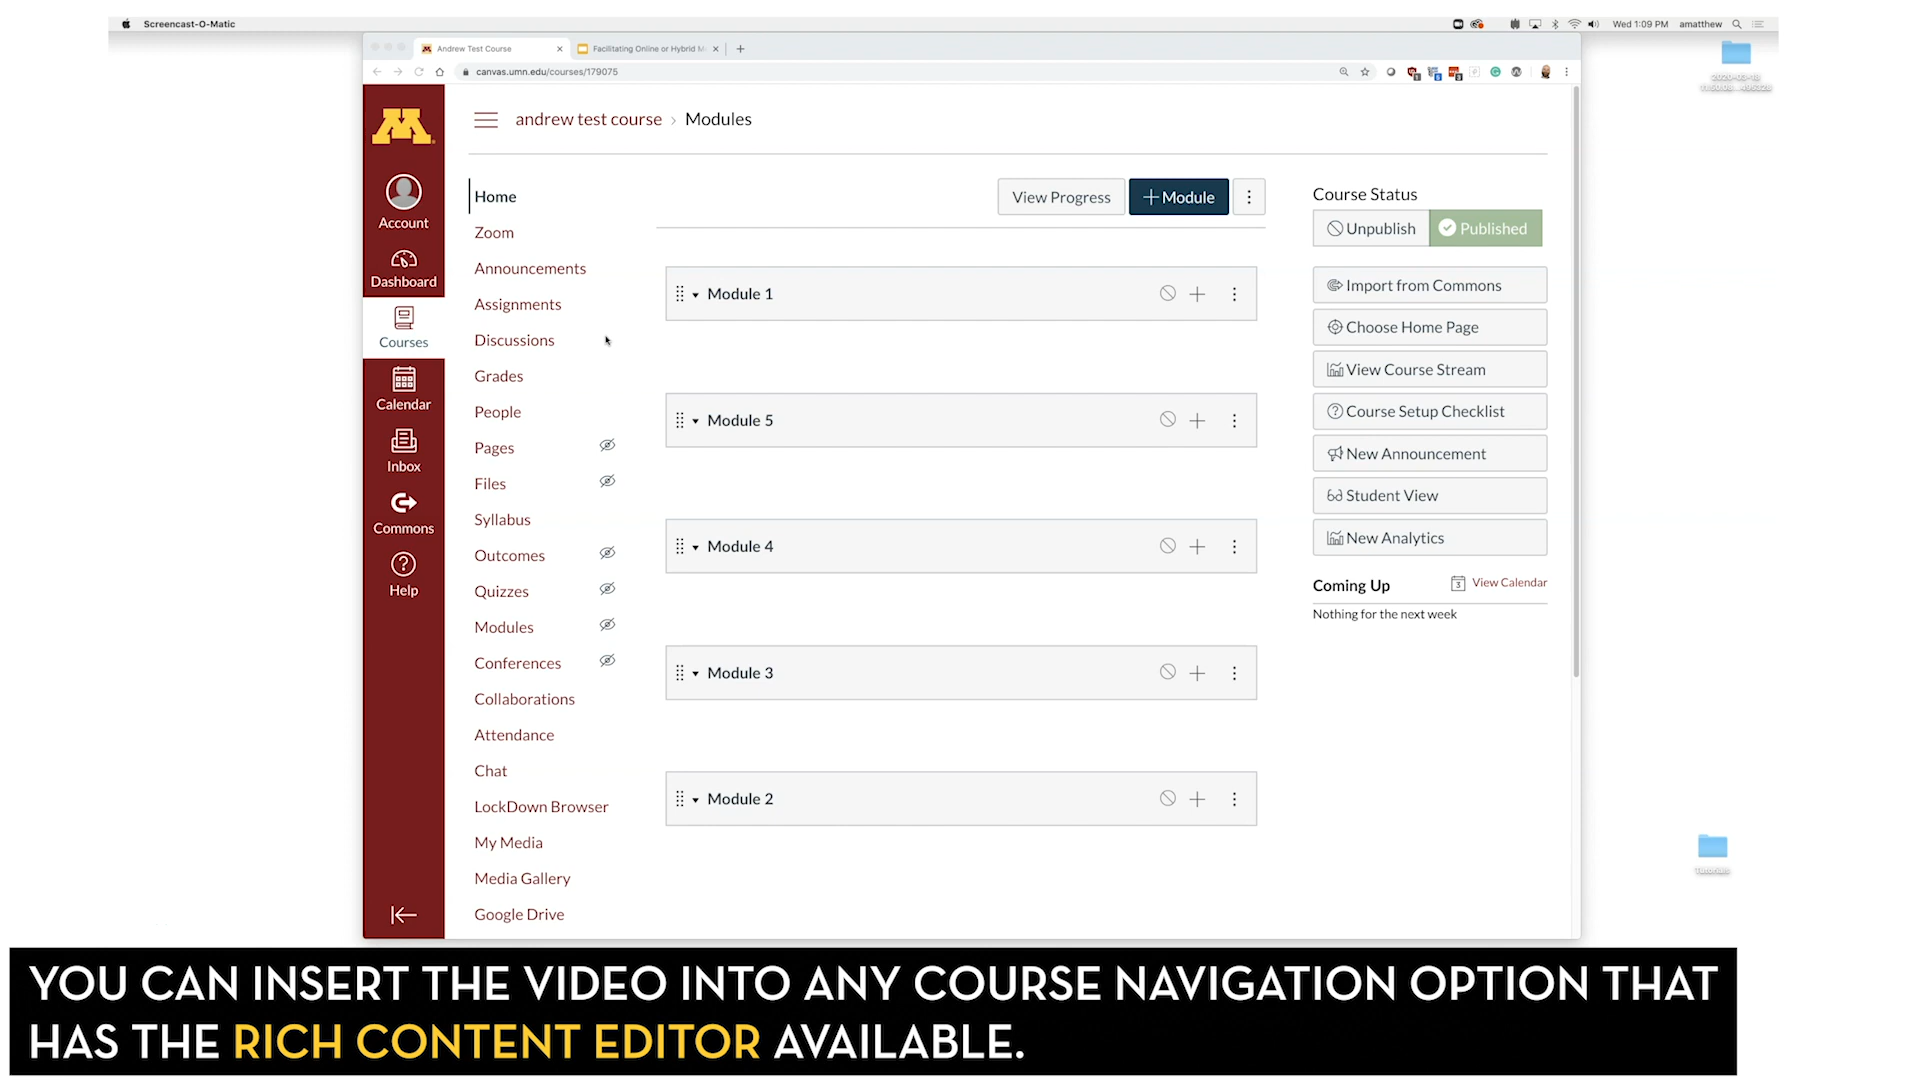 Screencast-O-Matic
Wed 1:09 PM
amatthew
Andrew Test Course
Facilitating Online or Hybrid M
canvas.umn.edu/courses/179075
andrew test course › Modules
Account
Dashboard
Courses
Calendar
Inbox
Commons
Help
Home
Zoom
Announcements
Assignments
Discussions
Grades
People
Pages
Files
Syllabus
Outcomes
Quizzes
Modules
Conferences
Collaborations
Attendance
Chat
LockDown Browser
My Media
Media Gallery
Google Drive
View Progress
+ Module
Module 1
Module 5
Module 4
Module 3
Module 2
Course Status
Unpublish
Published
Import from Commons
Choose Home Page
View Course Stream
Course Setup Checklist
New Announcement
Student View
New Analytics
Coming Up
3 View Calendar
Nothing for the next week
Tutorials
YOU CAN INSERT THE VIDEO INTO ANY COURSE NAVIGATION OPTION THAT
HAS THE RICH CONTENT EDITOR AVAILABLE.